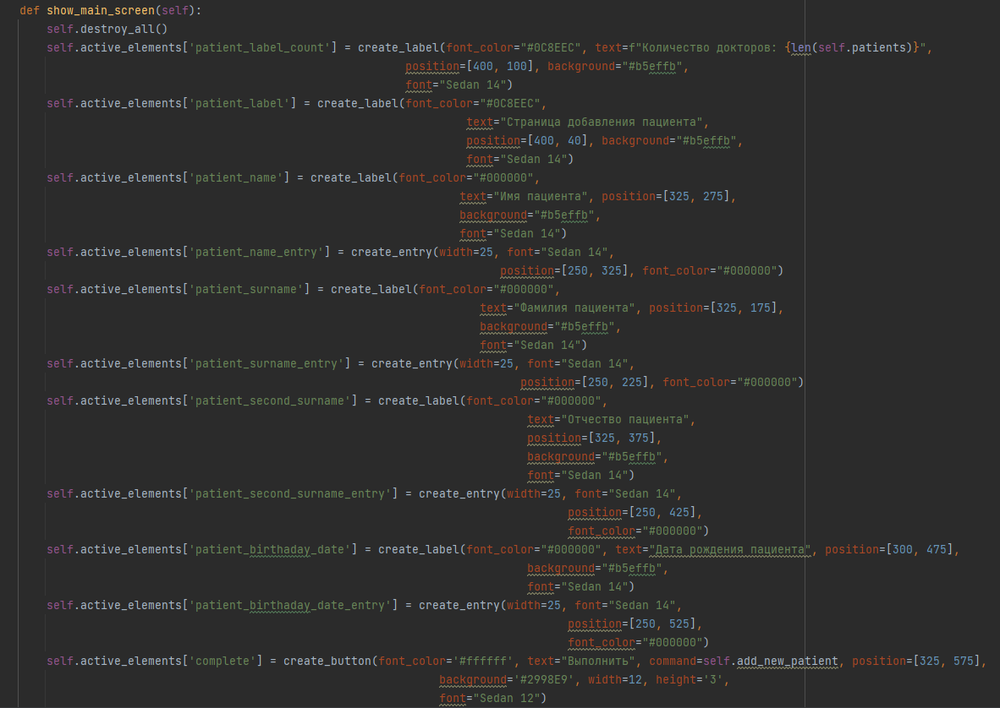 def show_main_screen(self):
    self.destroy_all()
    self.active_elements['patient_label_count'] = create_label(font_color="#0C8EEC", text=f"Количество докторов: {len(self.patients)}",
                                                         position=[400, 100], background="#b5effb",
                                                         font="Sedan 14")
    self.active_elements['patient_label'] = create_label(font_color="#0C8EEC",
                                                                  text="Страница добавления пациента",
                                                                  position=[400, 40], background="#b5effb",
                                                                  font="Sedan 14")
    self.active_elements['patient_name'] = create_label(font_color="#000000",
                                                                 text="Имя пациента", position=[325, 275],
                                                                 background="#b5effb",
                                                                 font="Sedan 14")
    self.active_elements['patient_name_entry'] = create_entry(width=25, font="Sedan 14",
                                                                       position=[250, 325], font_color="#000000")
    self.active_elements['patient_surname'] = create_label(font_color="#000000",
                                                                    text="Фамилия пациента", position=[325, 175],
                                                                    background="#b5effb",
                                                                    font="Sedan 14")
    self.active_elements['patient_surname_entry'] = create_entry(width=25, font="Sedan 14",
                                                                          position=[250, 225], font_color="#000000")
    self.active_elements['patient_second_surname'] = create_label(font_color="#000000",
                                                                           text="Отчество пациента",
                                                                           position=[325, 375],
                                                                           background="#b5effb",
                                                                           font="Sedan 14")
    self.active_elements['patient_second_surname_entry'] = create_entry(width=25, font="Sedan 14",
                                                                                 position=[250, 425],
                                                                                 font_color="#000000")
    self.active_elements['patient_birthaday_date'] = create_label(font_color="#000000", text="Дата рождения пациента", position=[300, 475],
                                                                           background="#b5effb",
                                                                           font="Sedan 14")
    self.active_elements['patient_birthaday_date_entry'] = create_entry(width=25, font="Sedan 14",
                                                                                 position=[250, 525],
                                                                                 font_color="#000000")
    self.active_elements['complete'] = create_button(font_color='#ffffff', text="Выполнить", command=self.add_new_patient, position=[325, 575],
                                                              background='#2998E9', width=12, height='3',
                                                              font="Sedan 12")